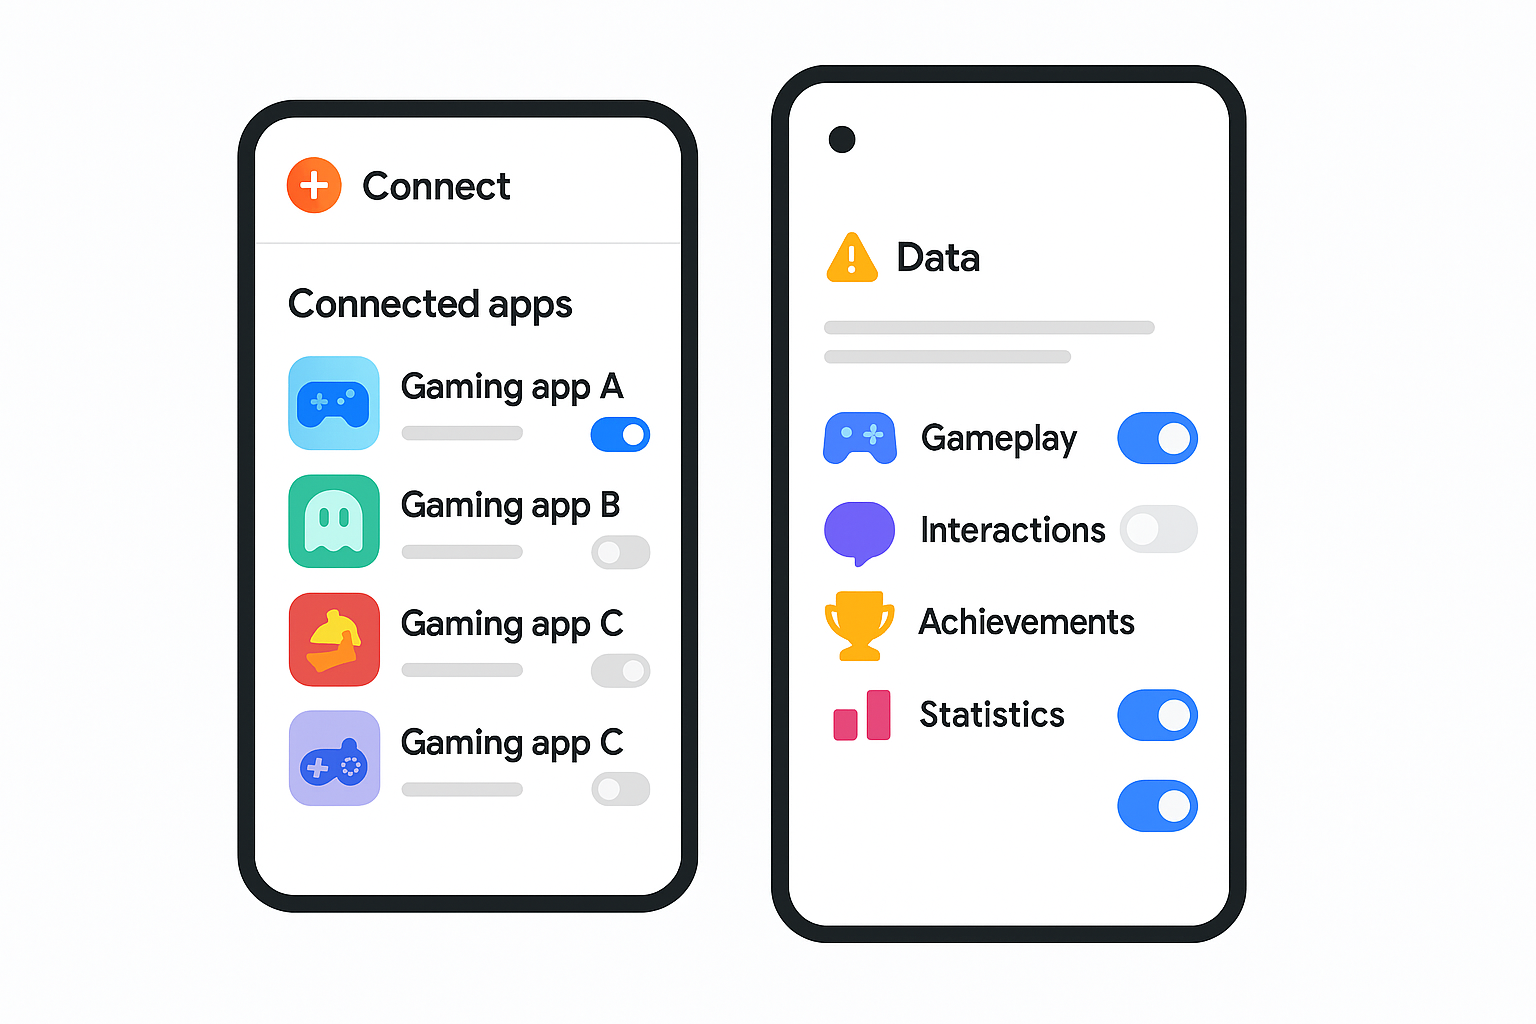 Connect
Connected apps
Gaming app A
Gaming app B
Gaming app C
Gaming app C
Data
Gameplay
Interactions
Achievements
Statistics